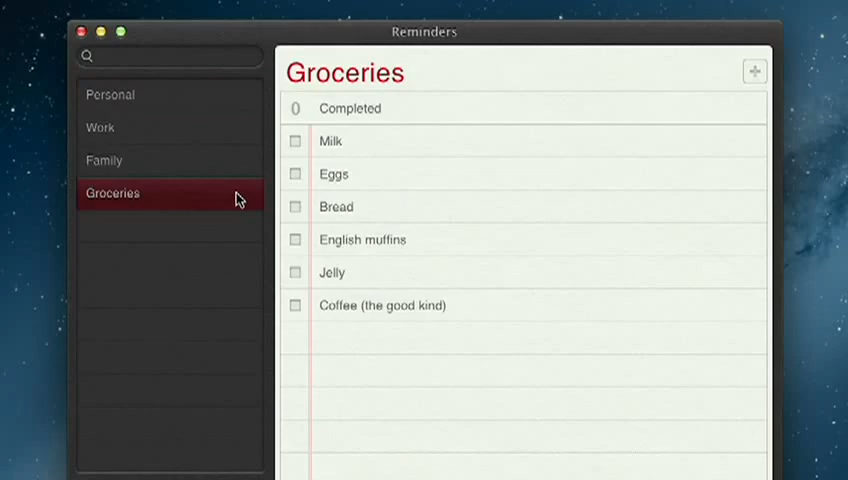 Reminders
Personal
Work
Family
Groceries
Groceries
0 Completed
Milk
Eggs
Bread
English muffins
Jelly
Coffee (the good kind)